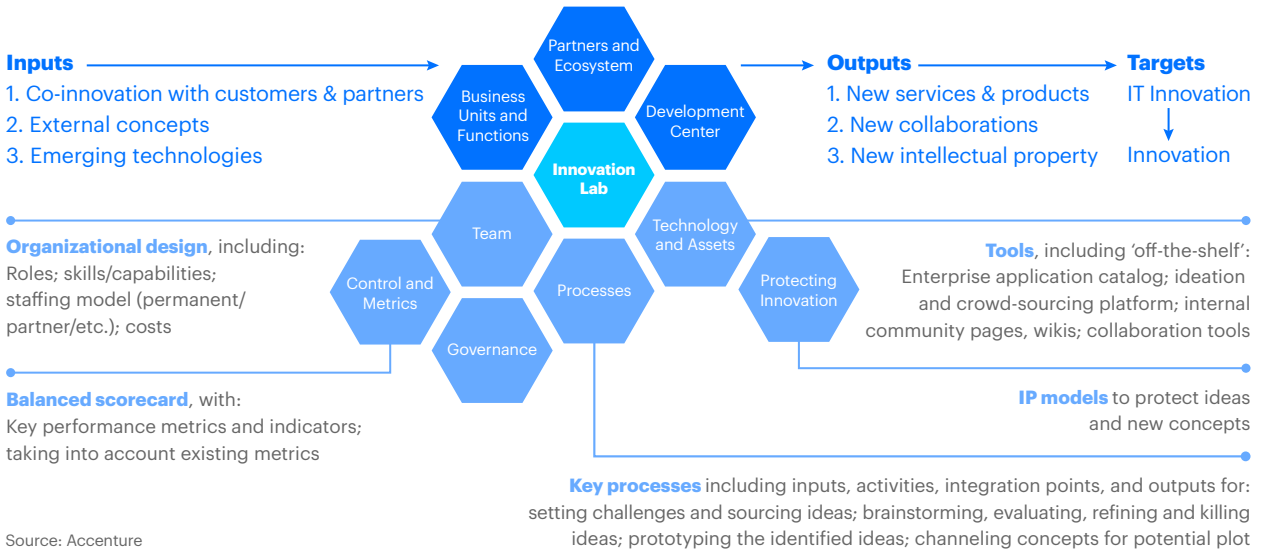 Inputs
1. Co-innovation with customers & partners
2. External concepts
3. Emerging technologies
Partners and
Ecosystem
Business
Units and
Functions
Development
Center
Innovation
Lab
Outputs
1. New services & products
2. New collaborations
3. New intellectual property
Targets
IT Innovation
Innovation
Team
Technology
and Assets
Control and
Metrics
Processes
Protecting
Innovation
Governance
Organizational design, including:
Roles; skills/capabilities;
staffing model (permanent/
partner/etc.); costs
Tools, including ‘off-the-shelf’:
Enterprise application catalog; ideation
and crowd-sourcing platform; internal
community pages, wikis; collaboration tools
Balanced scorecard, with:
Key performance metrics and indicators;
taking into account existing metrics
IP models to protect ideas
and new concepts
Key processes including inputs, activities, integration points, and outputs for:
setting challenges and sourcing ideas; brainstorming, evaluating, refining and killing
ideas; prototyping the identified ideas; channeling concepts for potential plot
Source: Accenture